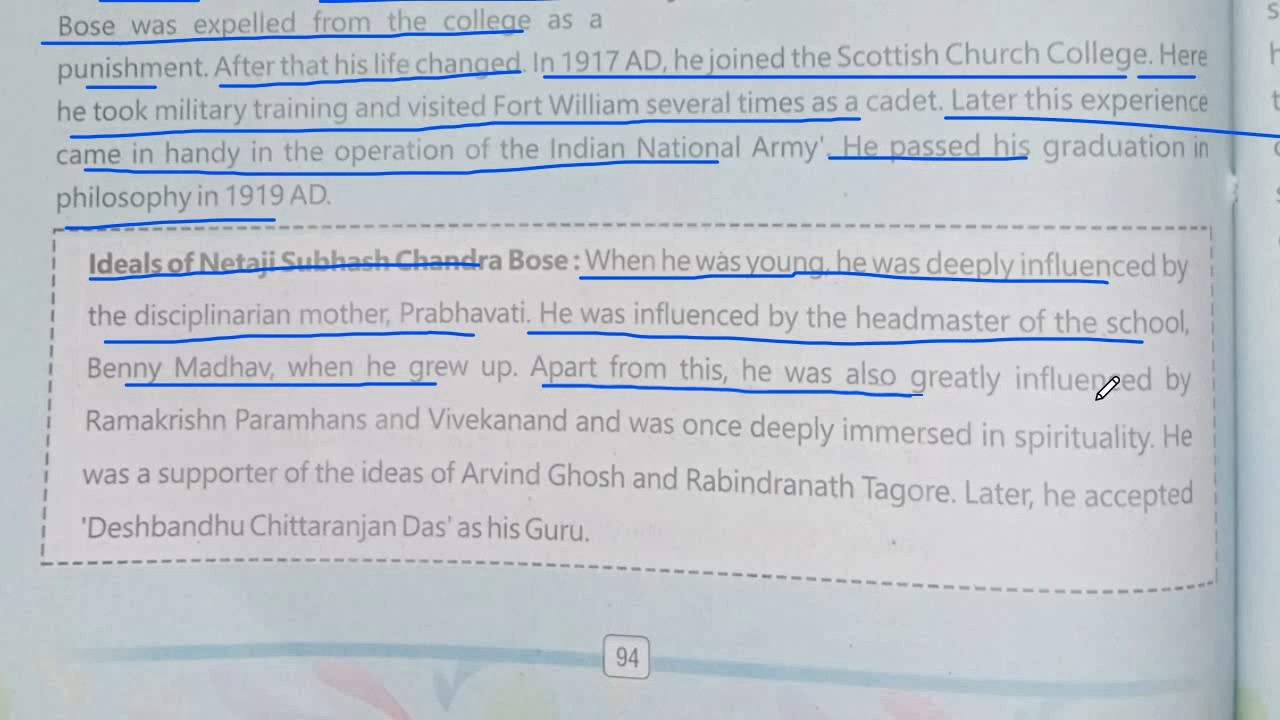 Bose was expelled from the college as a
punishment. After that his life changed. In 1917 AD, he joined the Scottish Church College. Here
he took military training and visited Fort William several times as a cadet. Later this experience
came in handy in the operation of the Indian National Army'. He passed his graduation in
philosophy in 1919 AD.
Ideals of Netaji Subhash Chandra Bose : When he was young, he was deeply influenced by
the disciplinarian mother, Prabhavati. He was influenced by the headmaster of the school,
Benny Madhav, when he grew up. Apart from this, he was also greatly influenced by
Ramakrishn Paramhans and Vivekanand and was once deeply immersed in spirituality. He
was a supporter of the ideas of Arvind Ghosh and Rabindranath Tagore. Later, he accepted
'Deshbandhu Chittaranjan Das' as his Guru.
94